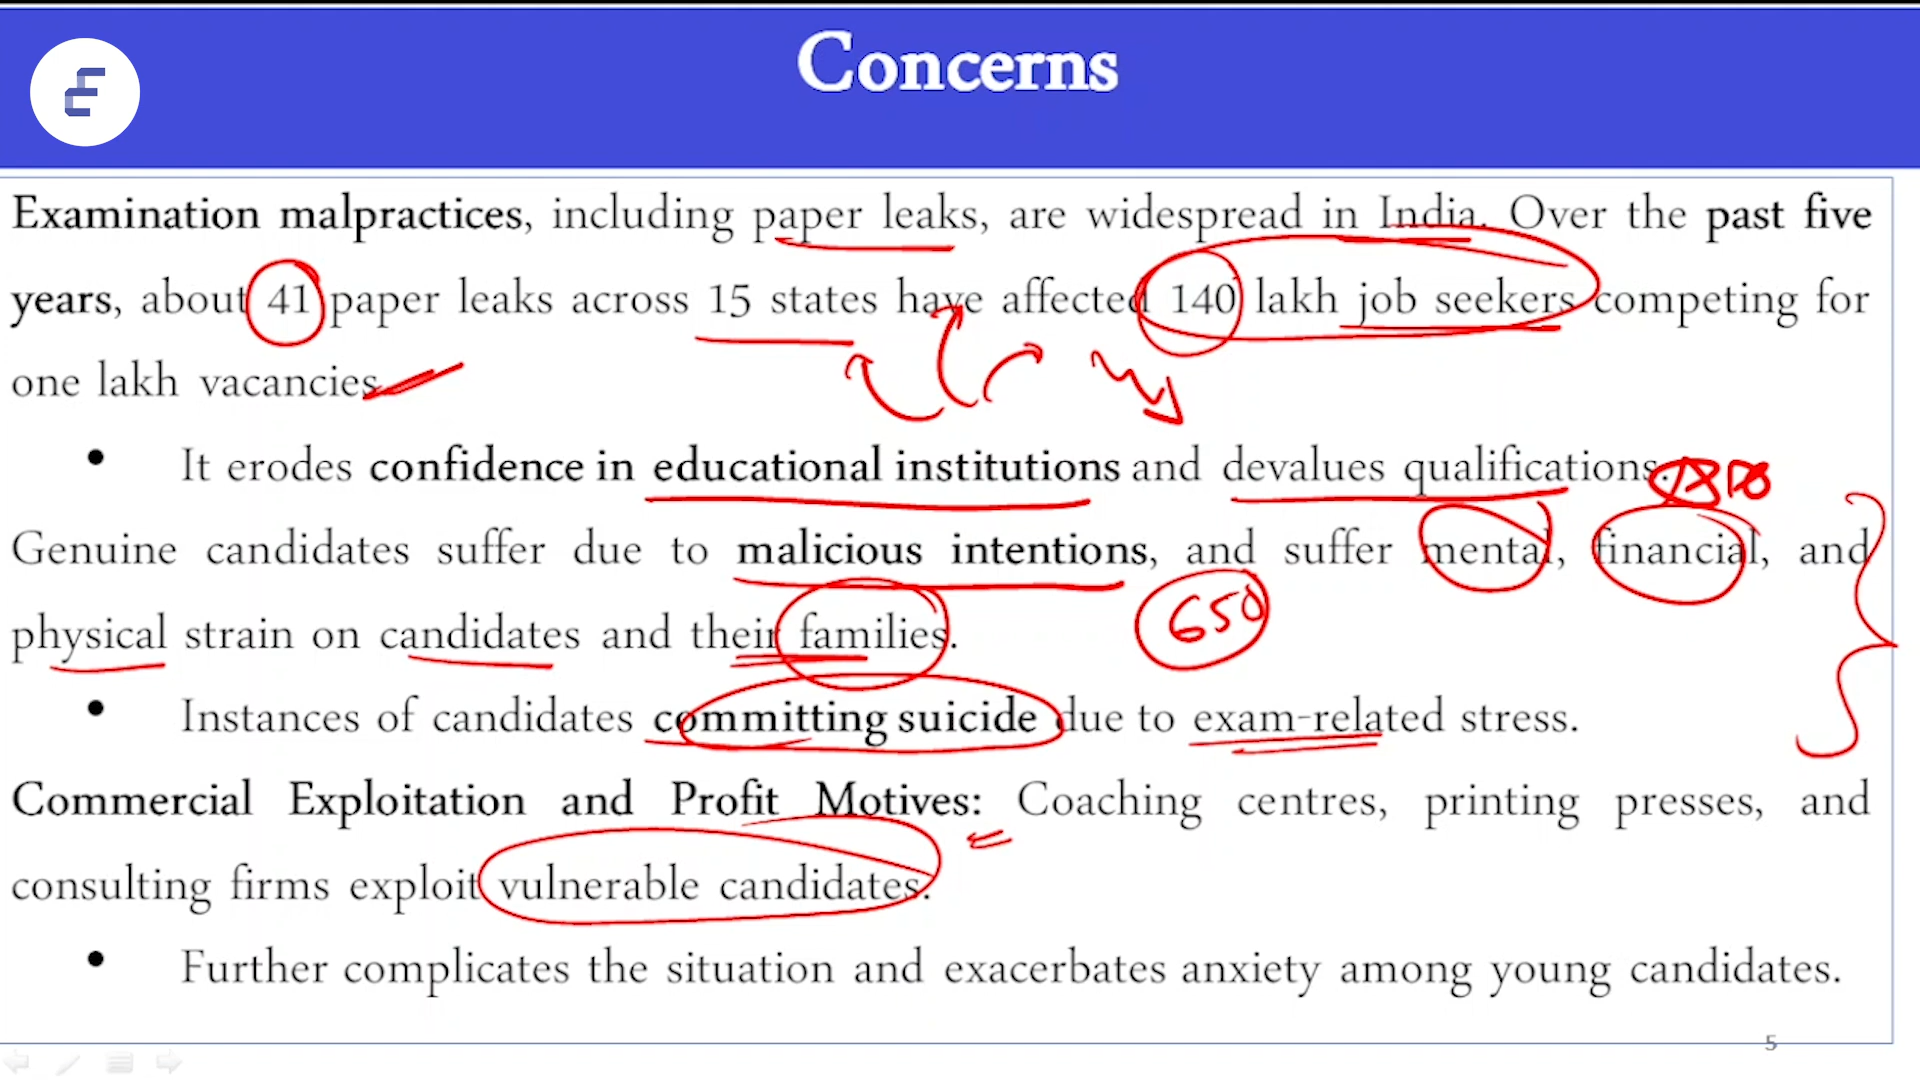 Concerns
Examination malpractices, including paper leaks, are widespread in India. Over the past five
years, about 41 paper leaks across 15 states have affected 140 lakh job seekers competing for
one lakh vacancies
• It erodes confidence in educational institutions and devalues qualifications.
Genuine candidates suffer due to malicious intentions, and suffer mental, financial, and
physical strain on candidates and their families.
650
• Instances of candidates committing suicide due to exam-related stress.
Commercial Exploitation and Profit Motives: Coaching centres, printing presses, and
consulting firms exploit vulnerable candidates.
• Further complicates the situation and exacerbates anxiety among young candidates.
5